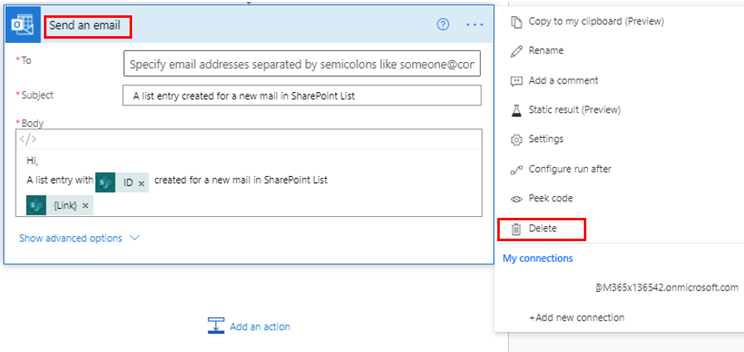 Send an email
?
...
* To
Specify email addresses separated by semicolons like someone@con
* Subject
A list entry created for a new mail in SharePoint List
* Body
</>
Hi,
A list entry with ID × created for a new mail in SharePoint List
{Link} ×
Show advanced options
Add an action
Copy to my clipboard (Preview)
Rename
Add a comment
Static result (Preview)
Settings
Configure run after
Peek code
Delete
My connections
@M365x136542.onmicrosoft.com
+Add new connection